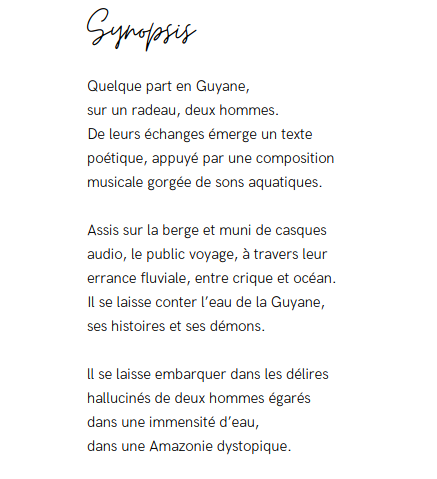 Synopsis
Quelque part en Guyane,
sur un radeau, deux hommes.
De leurs échanges émerge un texte
poétique, appuyé par une composition
musicale gorgée de sons aquatiques.
Assis sur la berge et muni de casques
audio, le public voyage, à travers leur
errance fluviale, entre crique et océan.
Il se laisse conter l’eau de la Guyane,
ses histoires et ses démons.
Il se laisse embarquer dans les délires
hallucinés de deux hommes égarés
dans une immensité d’eau,
dans une Amazonie dystopique.